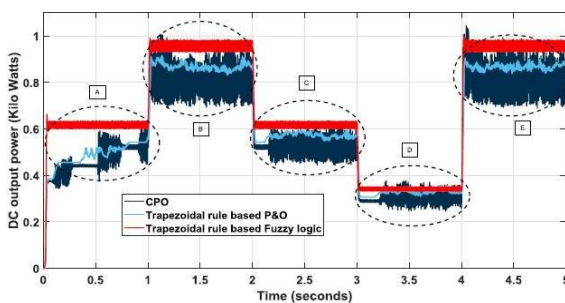 DC output power (Kilo Watts)
1
0.8
0.6
0.4
0.2
0
A
B
C
D
E
CPO
Trapezoidal rule based P&O
Trapezoidal rule based Fuzzy logic
0 0.5 1 1.5 2 2.5 3 3.5 4 4.5 5
Time (seconds)